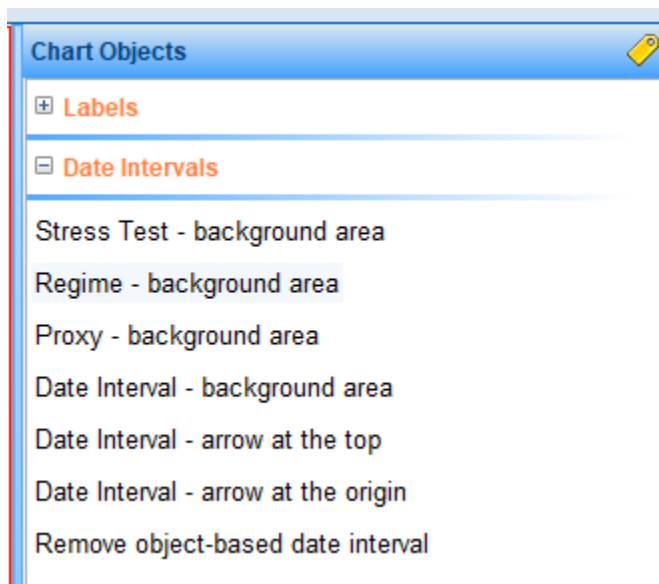 Chart Objects
Labels
Date Intervals
Stress Test - background area
Regime - background area
Proxy - background area
Date Interval - background area
Date Interval - arrow at the top
Date Interval - arrow at the origin
Remove object-based date interval